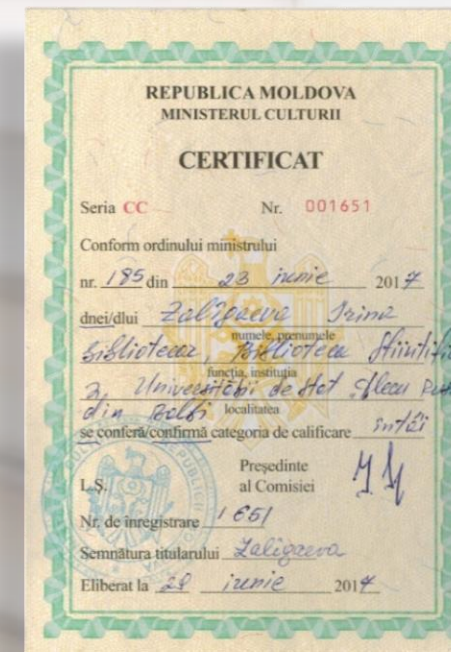 REPUBLICA MOLDOVA
MINISTERUL CULTURII
CERTIFICAT
Seria CC Nr. 001651
Conform ordinului ministrului
nr. 185 din 23 iunie 2017
dnei/dlui Zaligaeva Irina
numele, prenumele
bibliotecar, Biblioteca Științifică
funcția, instituția
a Universității de Stat Alecu
din Bălți localitatea
se conferă/confirmă categoria de calificare întâi
Președinte
L.Ș. al Comisiei
Nr. de înregistrare 1651
Semnătura titularului Zaligaeva
Eliberat la iunie 2017